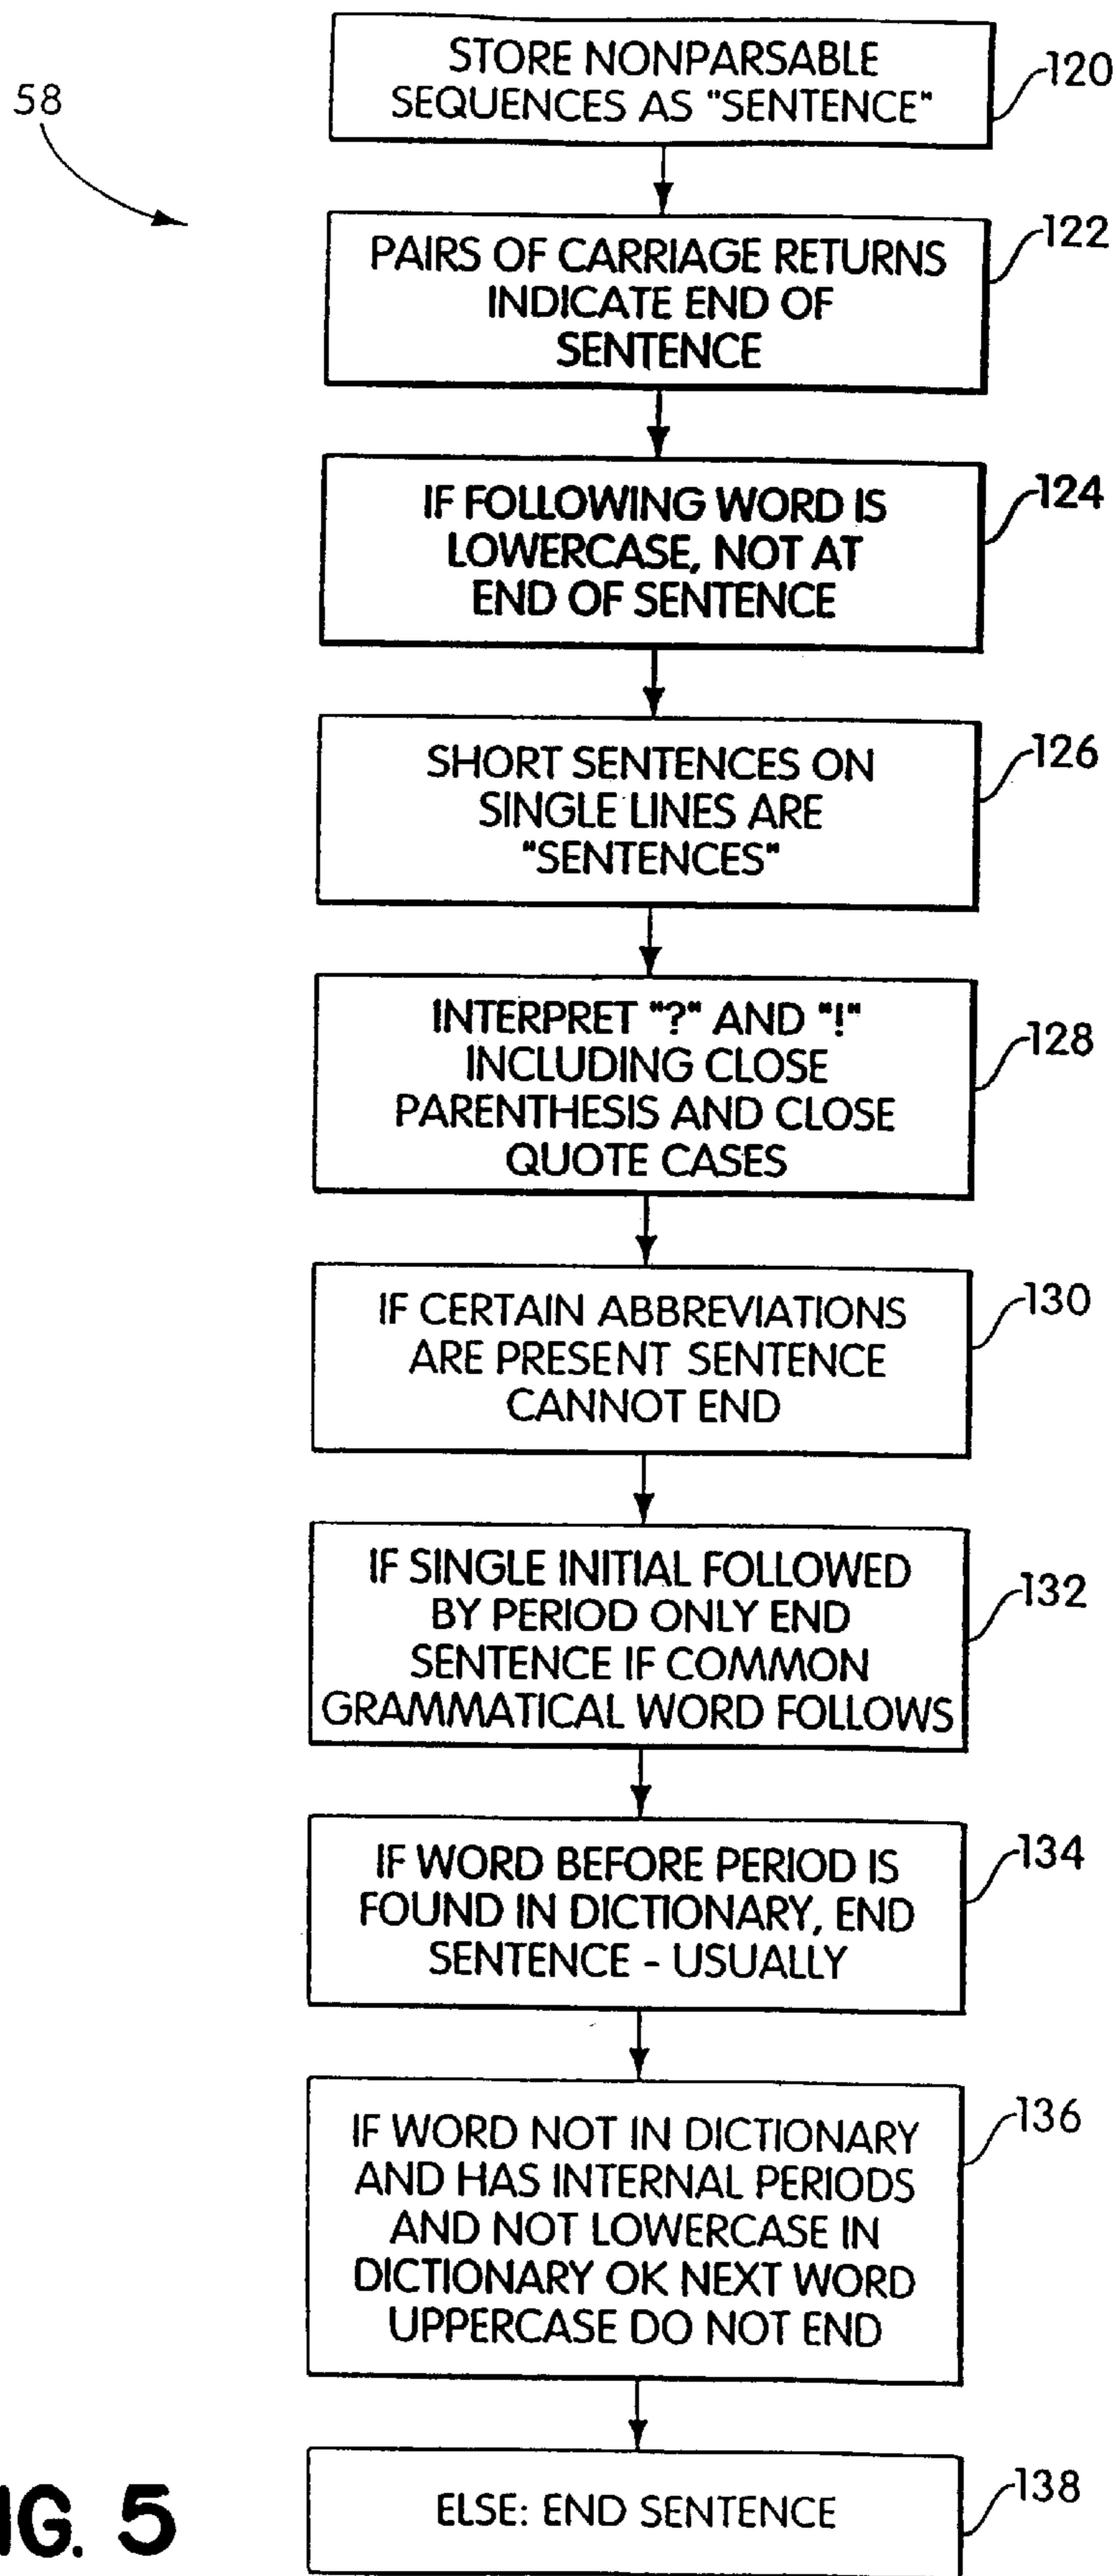 58
STORE NONPARSABLE
SEQUENCES AS "SENTENCE"
120
PAIRS OF CARRIAGE RETURNS
INDICATE END OF
SENTENCE
122
IF FOLLOWING WORD IS
LOWERCASE, NOT AT
END OF SENTENCE
124
SHORT SENTENCES ON
SINGLE LINES ARE
"SENTENCES"
126
INTERPRET "?" AND "!"
INCLUDING CLOSE
PARENTHESIS AND CLOSE
QUOTE CASES
128
IF CERTAIN ABBREVIATIONS
ARE PRESENT SENTENCE
CANNOT END
130
IF SINGLE INITIAL FOLLOWED
BY PERIOD ONLY END
SENTENCE IF COMMON
GRAMMATICAL WORD FOLLOWS
132
IF WORD BEFORE PERIOD IS
FOUND IN DICTIONARY, END
SENTENCE - USUALLY
134
IF WORD NOT IN DICTIONARY
AND HAS INTERNAL PERIODS
AND NOT LOWERCASE IN
DICTIONARY OK NEXT WORD
UPPERCASE DO NOT END
136
ELSE: END SENTENCE
138
IG. 5